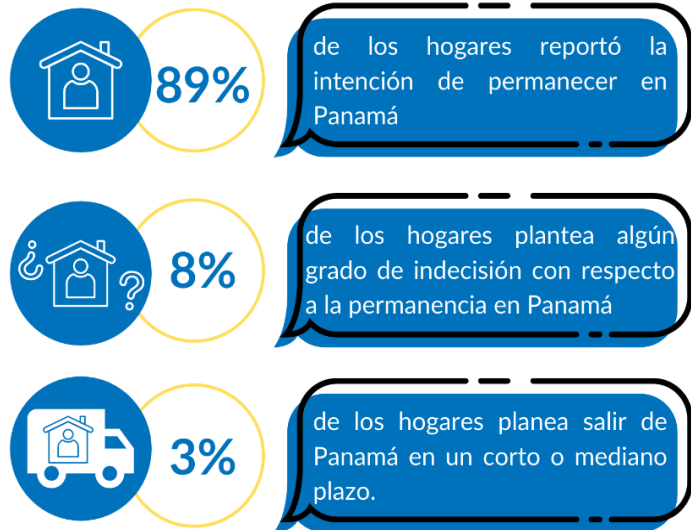 89%
de los hogares reportó la
intención de permanecer en
Panamá
¿ ?
8%
de los hogares plantea algún
grado de indecisión con respecto
a la permanencia en Panamá
3%
de los hogares planea salir de
Panamá en un corto o mediano
plazo.